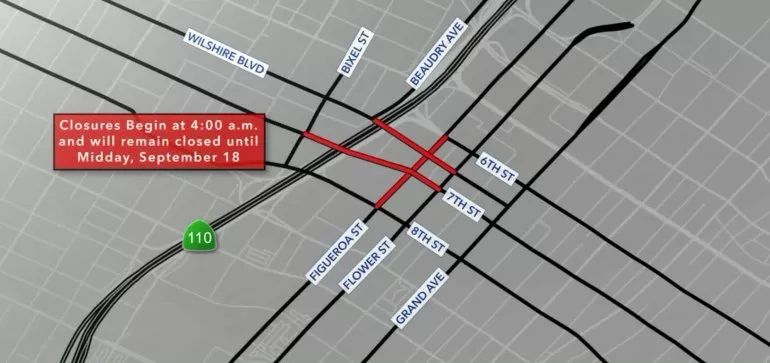 WILSHIRE BLVD
BIXEL ST
BEAUDRY AVE
Closures Begin at 4:00 a.m.
and will remain closed until
Midday, September 18
6TH ST
7TH ST
110
FIGUEROA ST
FLOWER ST
8TH ST
GRAND AVE